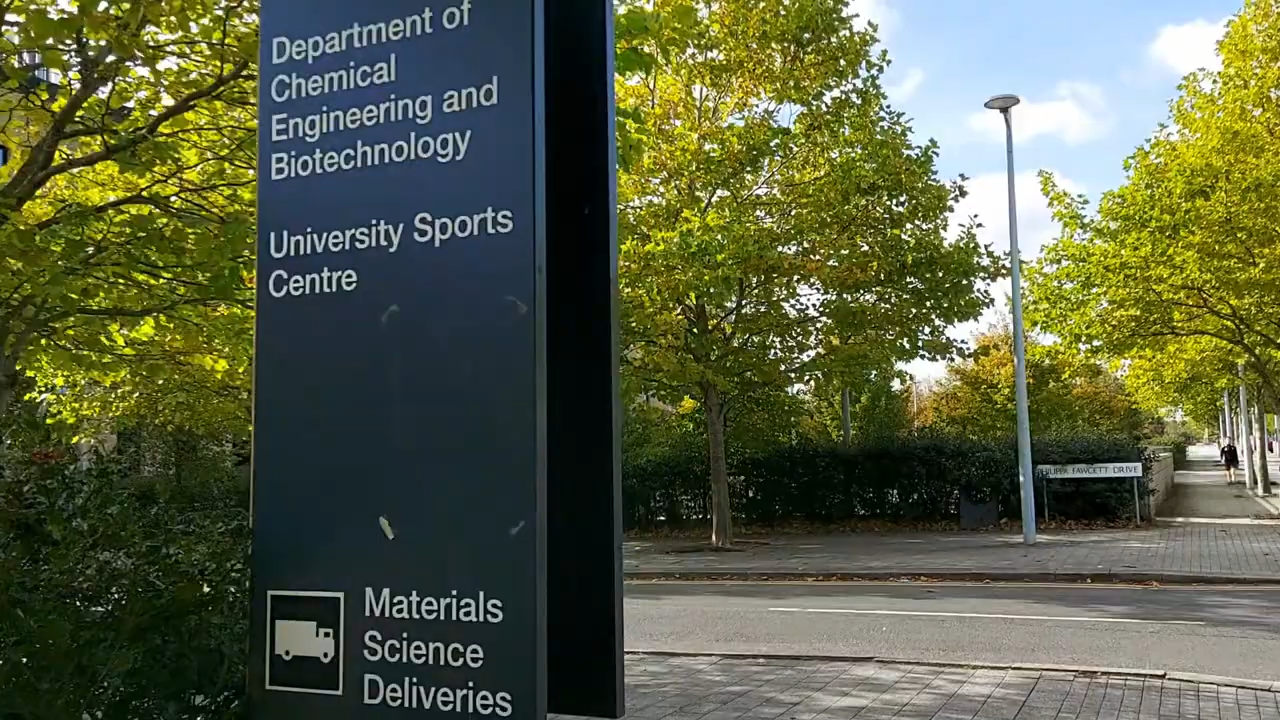 Department of
Chemical
Engineering and
Biotechnology
University Sports
Centre
Materials
Science
Deliveries
PHILIPPA FAWCETT DRIVE